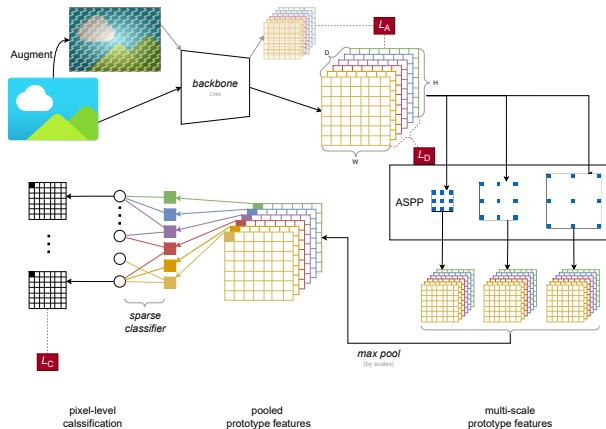 Augment
backbone
CNN
L_A
D
H
W
L_D
ASPP
sparse
classifier
max pool
(by scales)
L_C
pixel-level
calssification
pooled
prototype features
multi-scale
prototype features